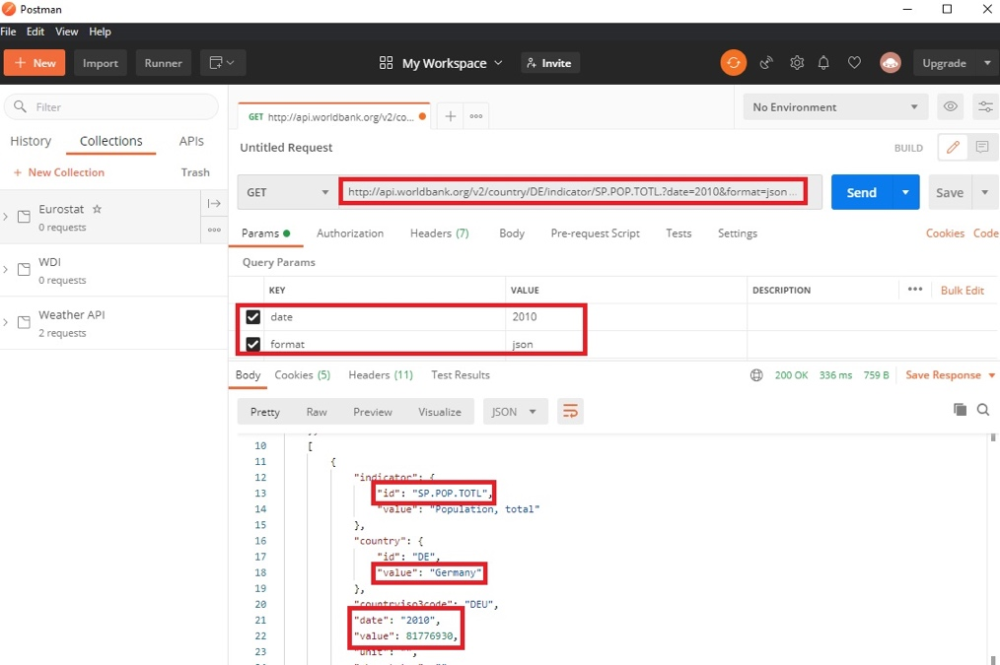 Postman
File Edit View Help
New Import Runner My Workspace Invite Upgrade
Filter
History Collections APIs
+ New Collection Trash
Eurostat
0 requests
WDI
0 requests
Weather API
2 requests
GET http://api.worldbank.org/v2/co... No Environment
Untitled Request BUILD
GET http://api.worldbank.org/v2/country/DE/indicator/SP.POP.TOTL.?date=2010&format=json ... Send Save
Params Authorization Headers (7) Body Pre-request Script Tests Settings Cookies Code
Query Params
KEY VALUE DESCRIPTION ••• Bulk Edit
date 2010
format json
Body Cookies (5) Headers (11) Test Results 200 OK 336 ms 759 B Save Response
Pretty Raw Preview Visualize JSON
10 [
11 {
12 "indicator": {
13 "id": "SP.POP.TOTL",
14 "value": "Population, total"
15 },
16 "country": {
17 "id": "DE",
18 "value": "Germany"
19 },
20 "countryiso3code": "DEU",
21 "date": "2010",
22 "value": 81776930,
23 "unit": "",